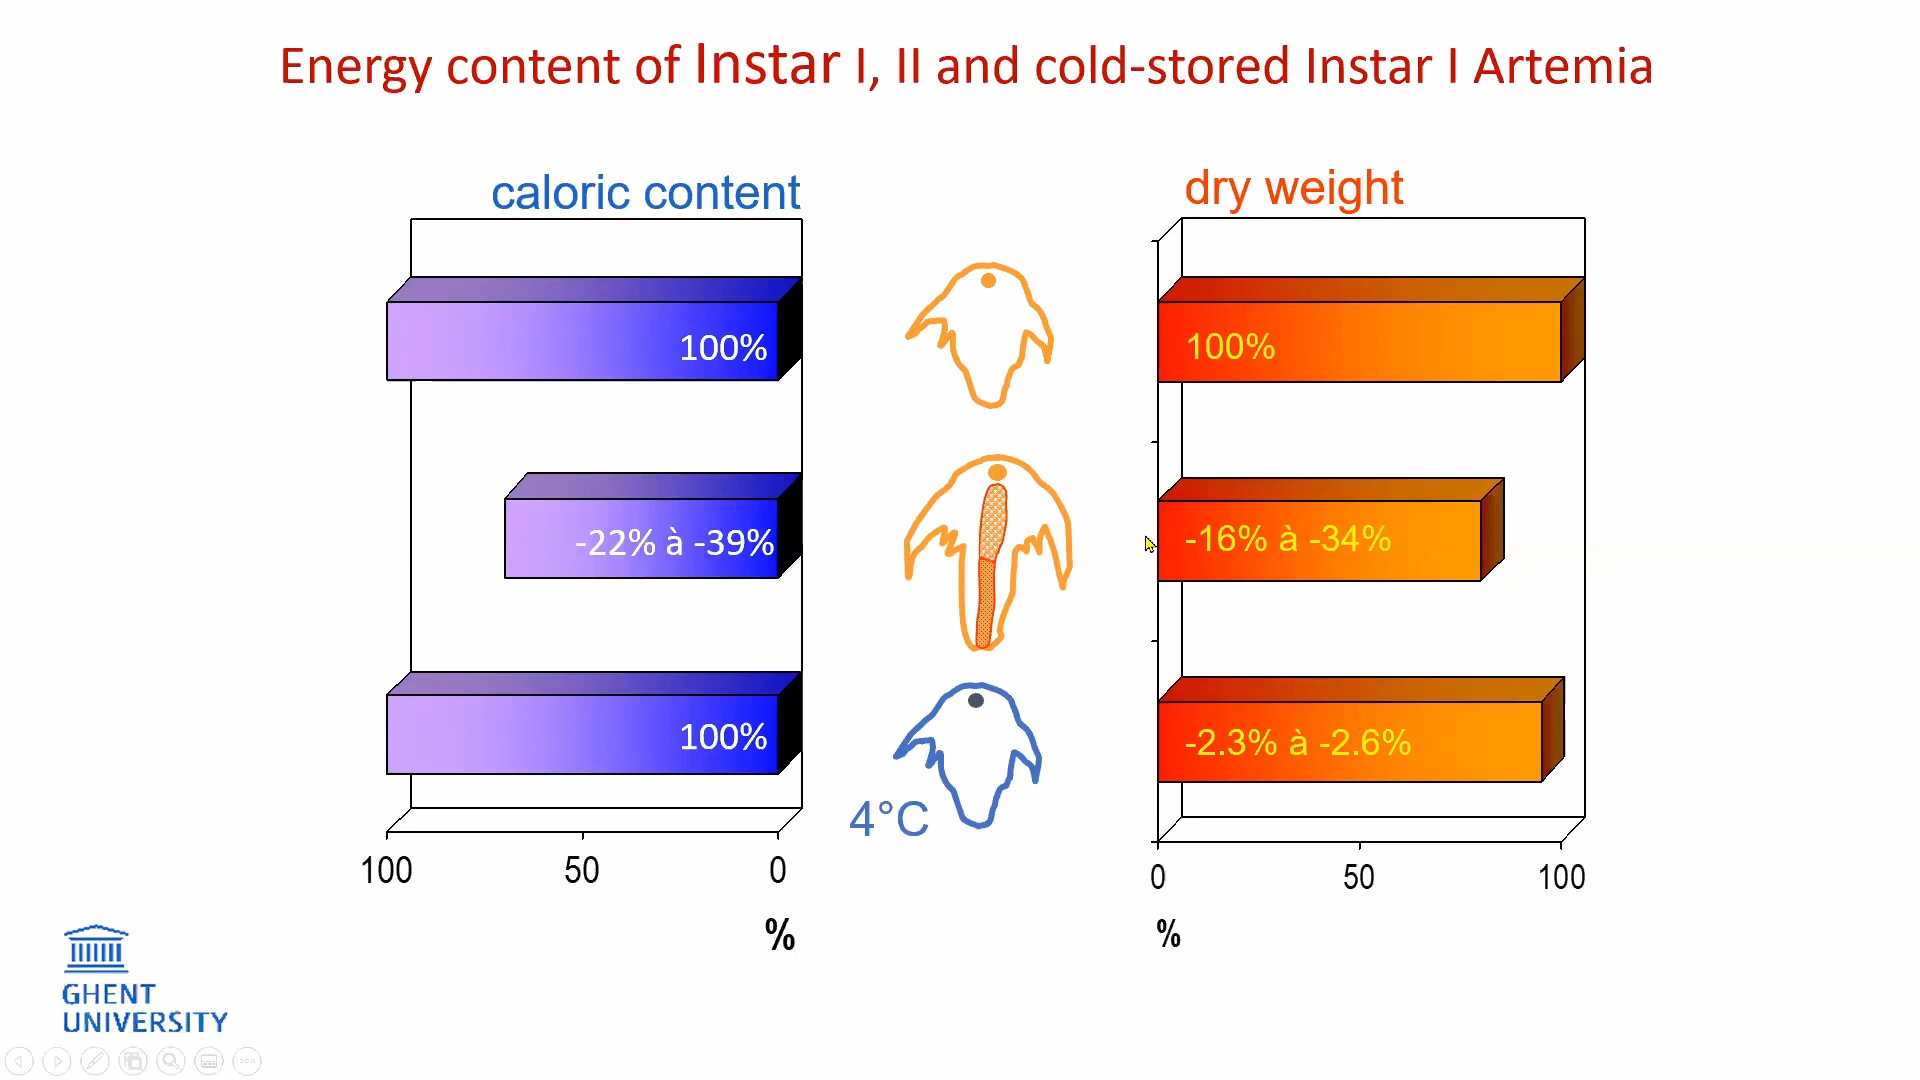 Energy content of Instar I, II and cold-stored Instar I Artemia
caloric content
100%
-22% à -39%
100%
100 50 0
%
4°C
dry weight
100%
-16% à -34%
-2.3% à -2.6%
0 50 100
%
GHENT
UNIVERSITY